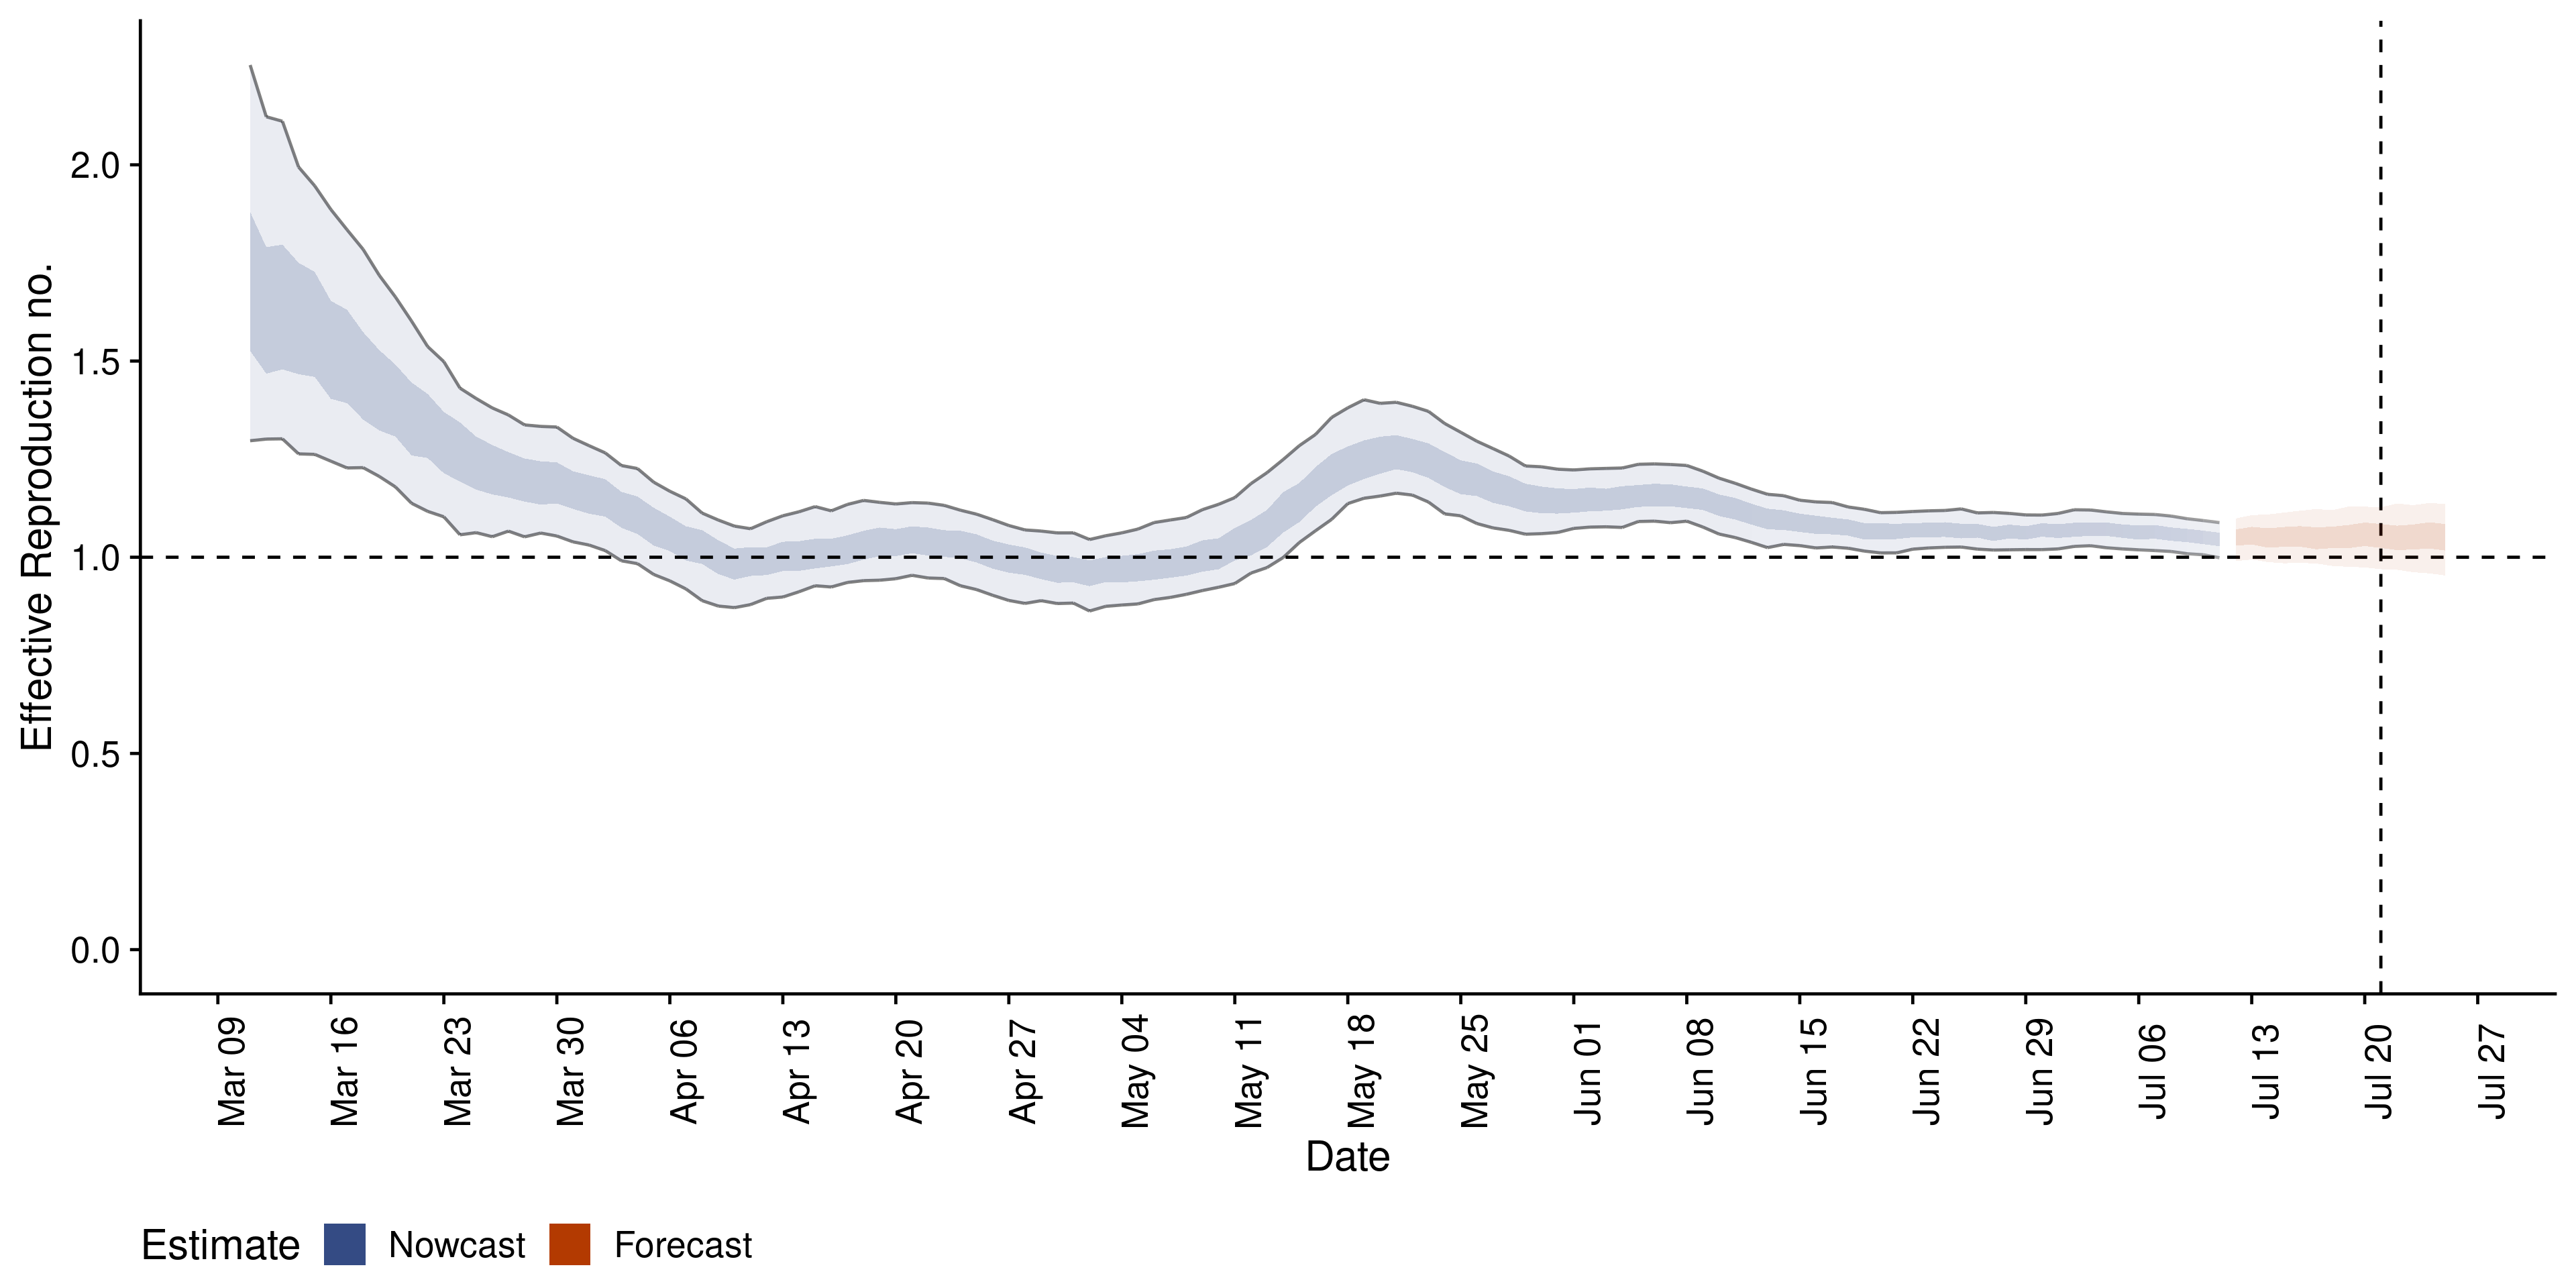 Effective Reproduction no.
2.0
1.5
1.0
0.5
0.0
Mar 09
Mar 16
Mar 23
Mar 30
Apr 06
Apr 13
Apr 20
Apr 27
May 04
May 11
May 18
May 25
Jun 01
Jun 08
Jun 15
Jun 22
Jun 29
Jul 06
Jul 13
Jul 20
Jul 27
Date
Estimate Nowcast Forecast